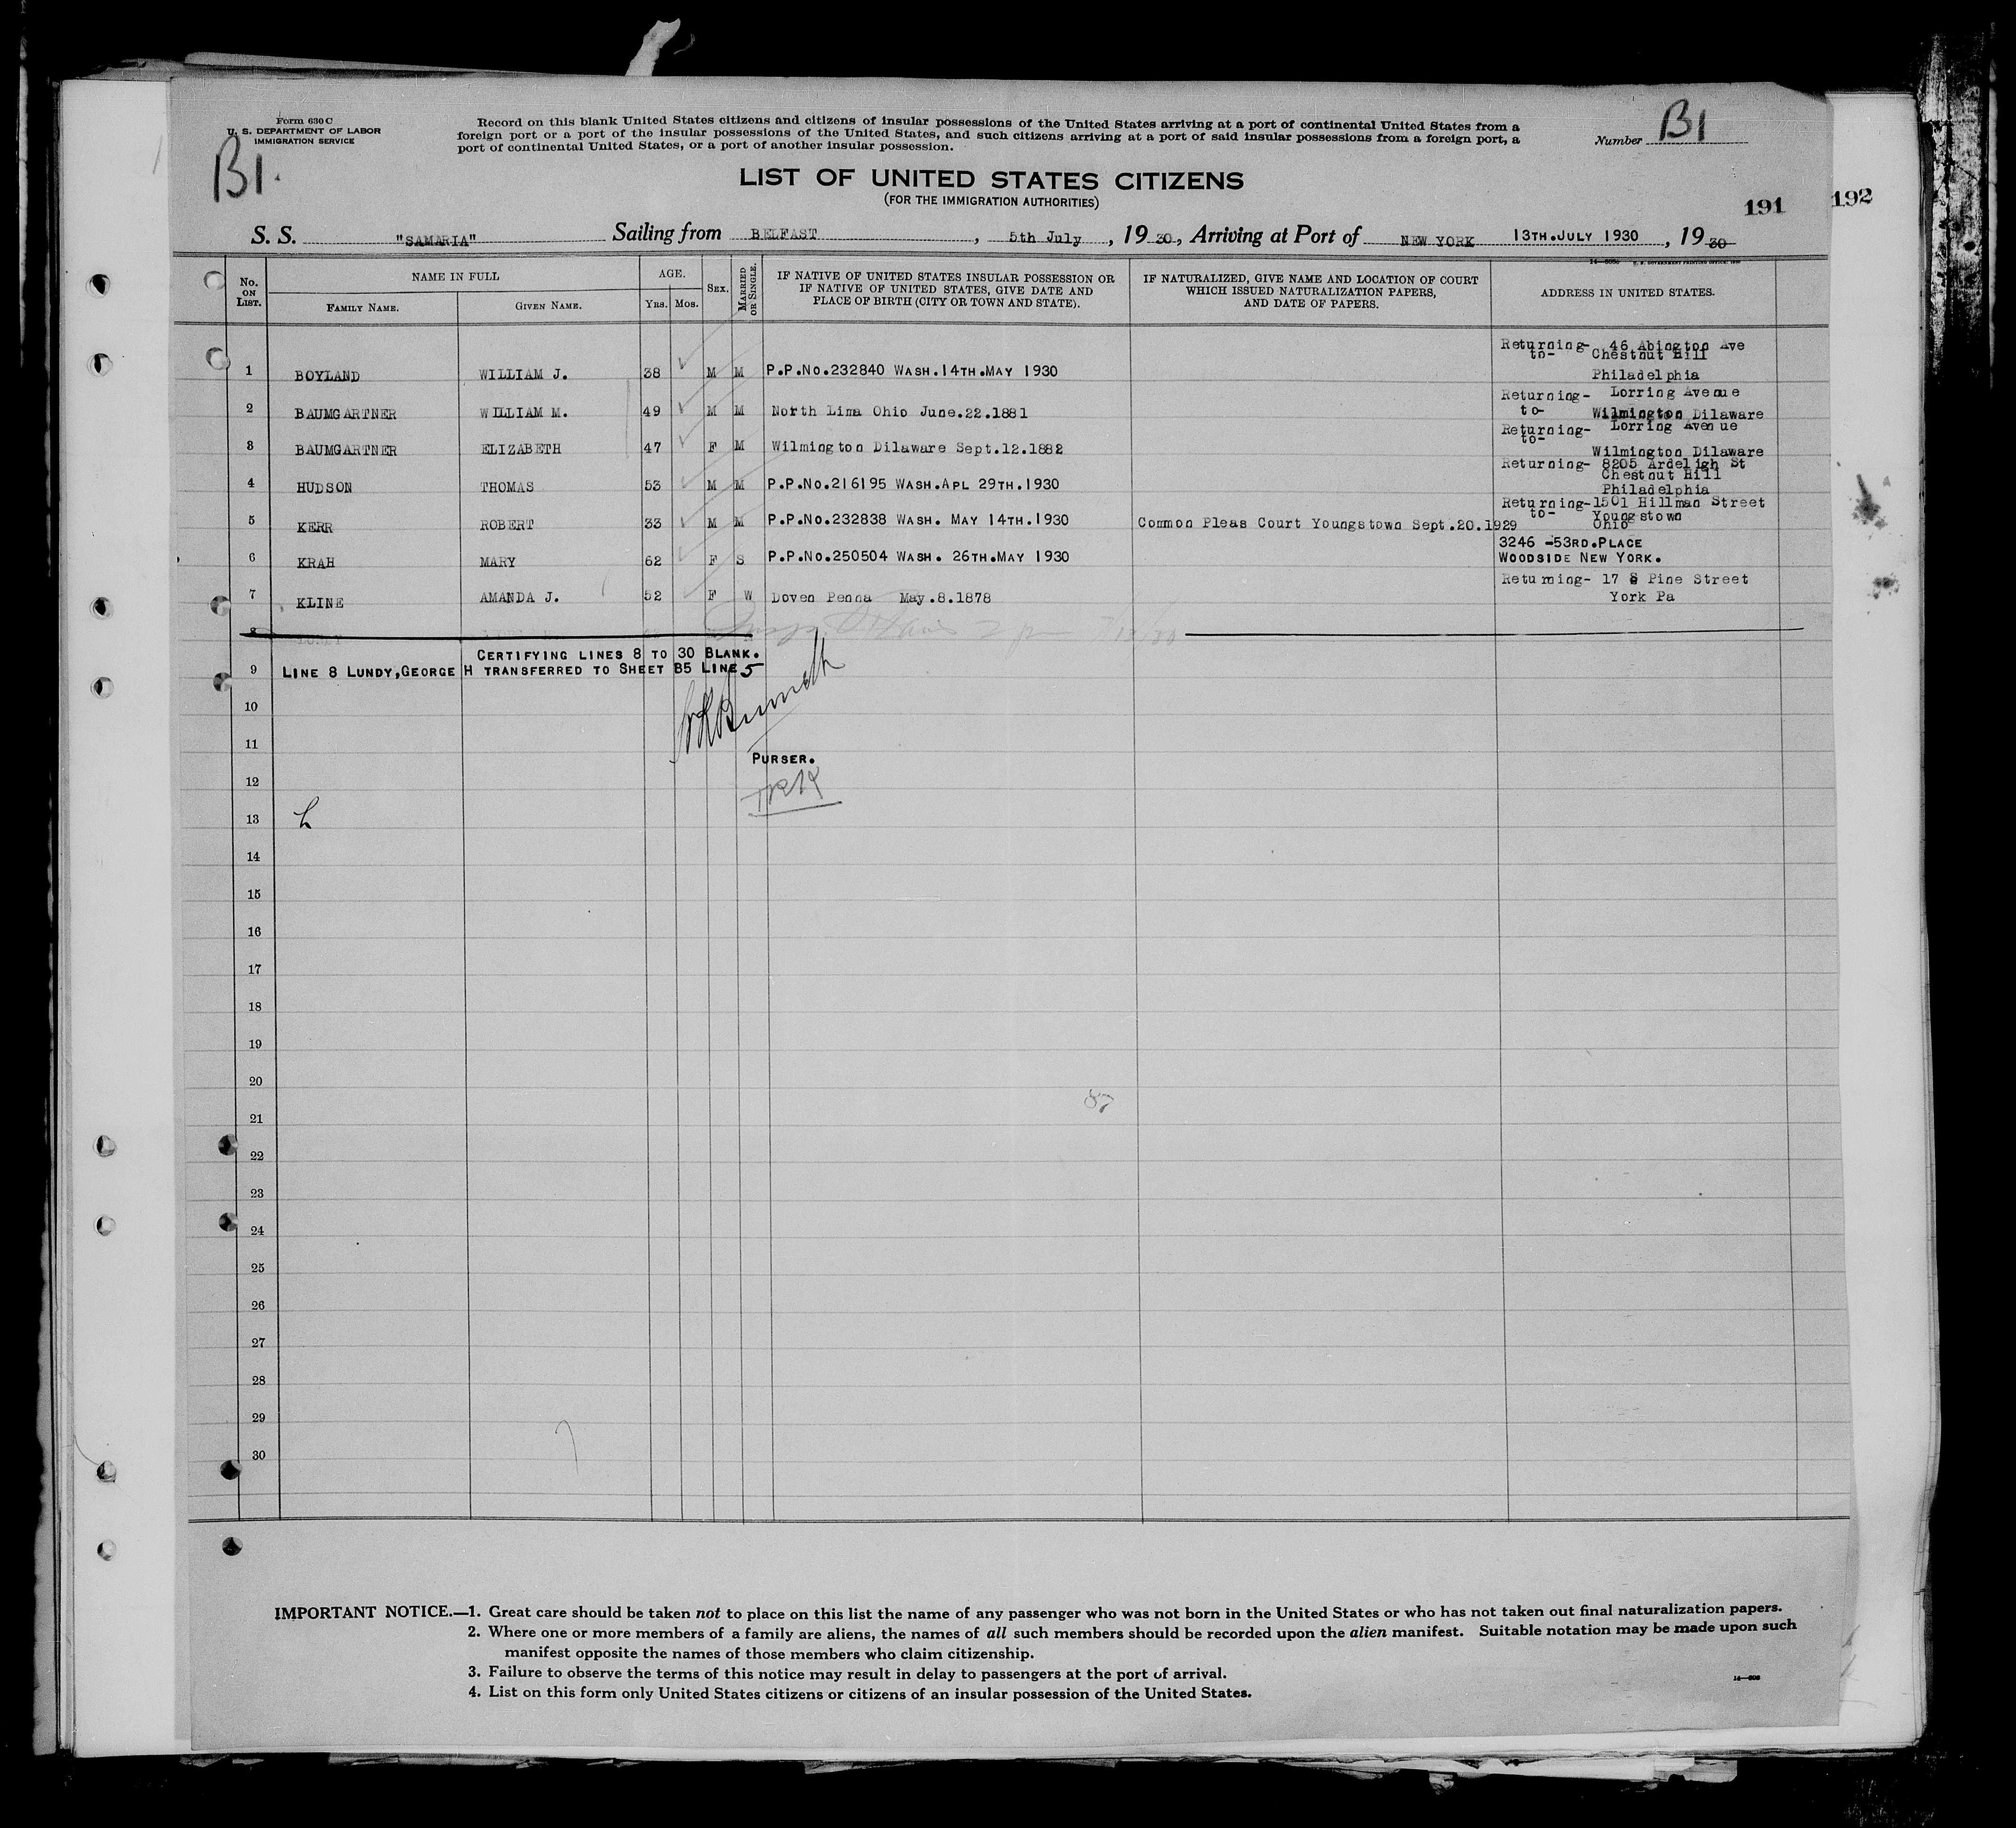 Form 630 C
U. S. DEPARTMENT OF LABOR
IMMIGRATION SERVICE
B1.
Record on this blank United States citizens and citizens of insular possessions of the United States arriving at a port of continental United States from a
foreign port or a port of the insular possessions of the United States, and such citizens arriving at a port of said insular possessions from a foreign port, a
port of continental United States, or a port of another insular possession.
Number B1
LIST OF UNITED STATES CITIZENS
(FOR THE IMMIGRATION AUTHORITIES)
191
192
S. S. "SAMARIA" Sailing from BELFAST, 5th July, 1930, Arriving at Port of NEW YORK 13TH.JULY 1930, 1930
No. ON LIST.
NAME IN FULL
FAMILY NAME.
GIVEN NAME.
AGE.
YRS.
MOS.
SEX.
MARRIED OR SINGLE.
IF NATIVE OF UNITED STATES INSULAR POSSESSION OR
IF NATIVE OF UNITED STATES, GIVE DATE AND
PLACE OF BIRTH (CITY OR TOWN AND STATE).
IF NATURALIZED, GIVE NAME AND LOCATION OF COURT
WHICH ISSUED NATURALIZATION PAPERS,
AND DATE OF PAPERS.
ADDRESS IN UNITED STATES.
1 BOYLAND WILLIAM J. 38 M M P.P.No.232840 WASH.14TH.MAY 1930
Returning- 46 Abington Ave
to- Chestnut Hill
Philadelphia
2 BAUMGARTNER WILLIAM M. 49 M M North Lima Ohio June.22.1881
Returning- Lorring Avenue
to- Wilmington Dilaware
3 BAUMGARTNER ELIZABETH 47 F M Wilmington Dilaware Sept.12.1882
Returning- Lorring Avenue
to-
Wilmington Dilaware
4 HUDSON THOMAS 53 M M P.P.No.216195 WASH.APL 29TH.1930
Returning- 8205 Ardeligh St
Chestnut Hill
Philadelphia
5 KERR ROBERT 33 M M P.P.No.232838 WASH. MAY 14TH.1930 Common Pleas Court Youngstown Sept.20.1929
Returning-1501 Hillman Street
to- Youngstown
Ohio
6 KRAH MARY 62 F S P.P.No.250504 WASH. 26TH.MAY 1930
3246 -53RD.PLACE
WOODSIDE NEW YORK.
7 KLINE AMANDA J. 52 F W Doven Penna May.8.1878
Returning- 17 S Pine Street
York Pa
8
CERTIFYING LINES 8 TO 30 BLANK.
9 LINE 8 LUNDY,GEORGE H TRANSFERRED TO SHEET B5 LINE 5
10
11
PURSER.
12
13
14
15
16
17
18
19
20
21
22
23
24
25
26
27
28
29
30
IMPORTANT NOTICE.—1. Great care should be taken not to place on this list the name of any passenger who was not born in the United States or who has not taken out final naturalization papers.
2. Where one or more members of a family are aliens, the names of all such members should be recorded upon the alien manifest. Suitable notation may be made upon such
manifest opposite the names of those members who claim citizenship.
3. Failure to observe the terms of this notice may result in delay to passengers at the port of arrival.
4. List on this form only United States citizens or citizens of an insular possession of the United States.